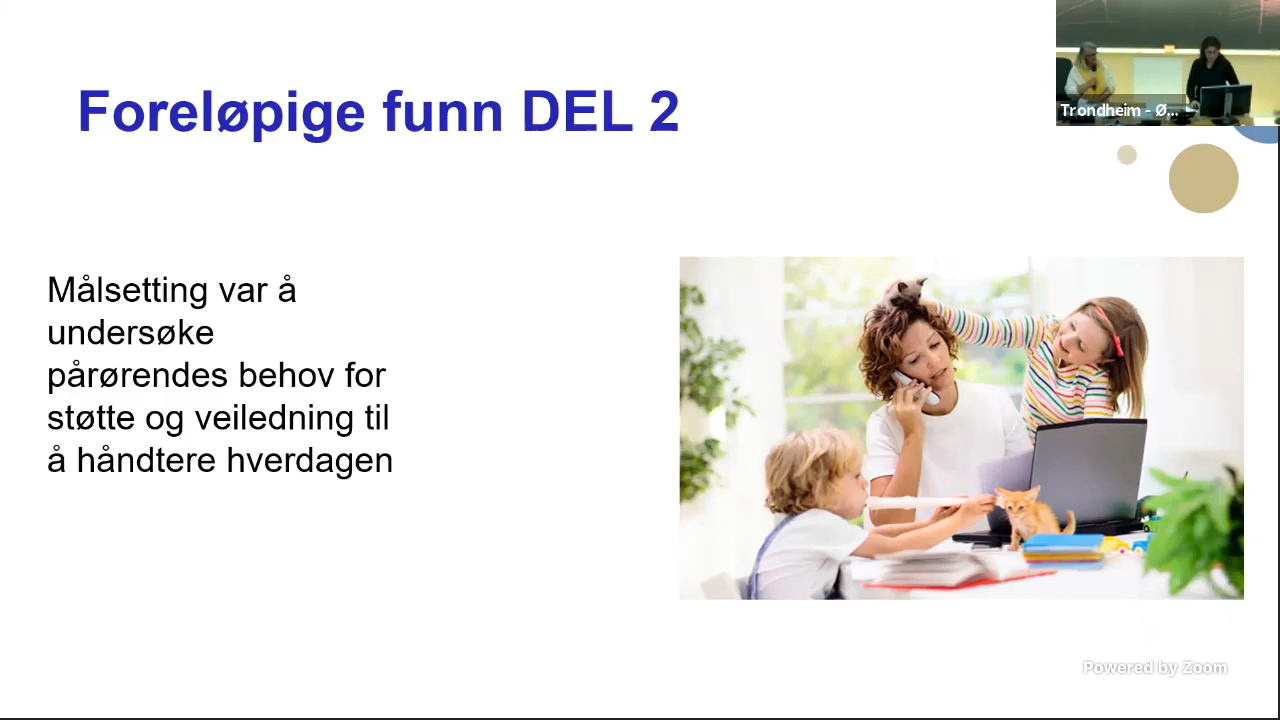 Foreløpige funn DEL 2
Trondheim - Ø...
Målsetting var å
undersøke
pårørendes behov for
støtte og veiledning til
å håndtere hverdagen
Powered by Zoom